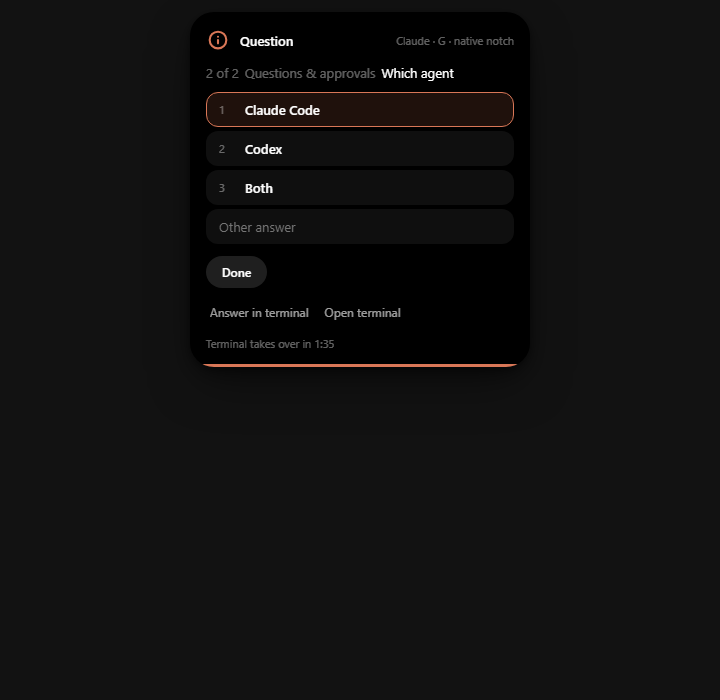 Question Claude · G · native notch
2 of 2 Questions & approvals Which agent
1 Claude Code
2 Codex
3 Both
Other answer
Done
Answer in terminal Open terminal
Terminal takes over in 1:35